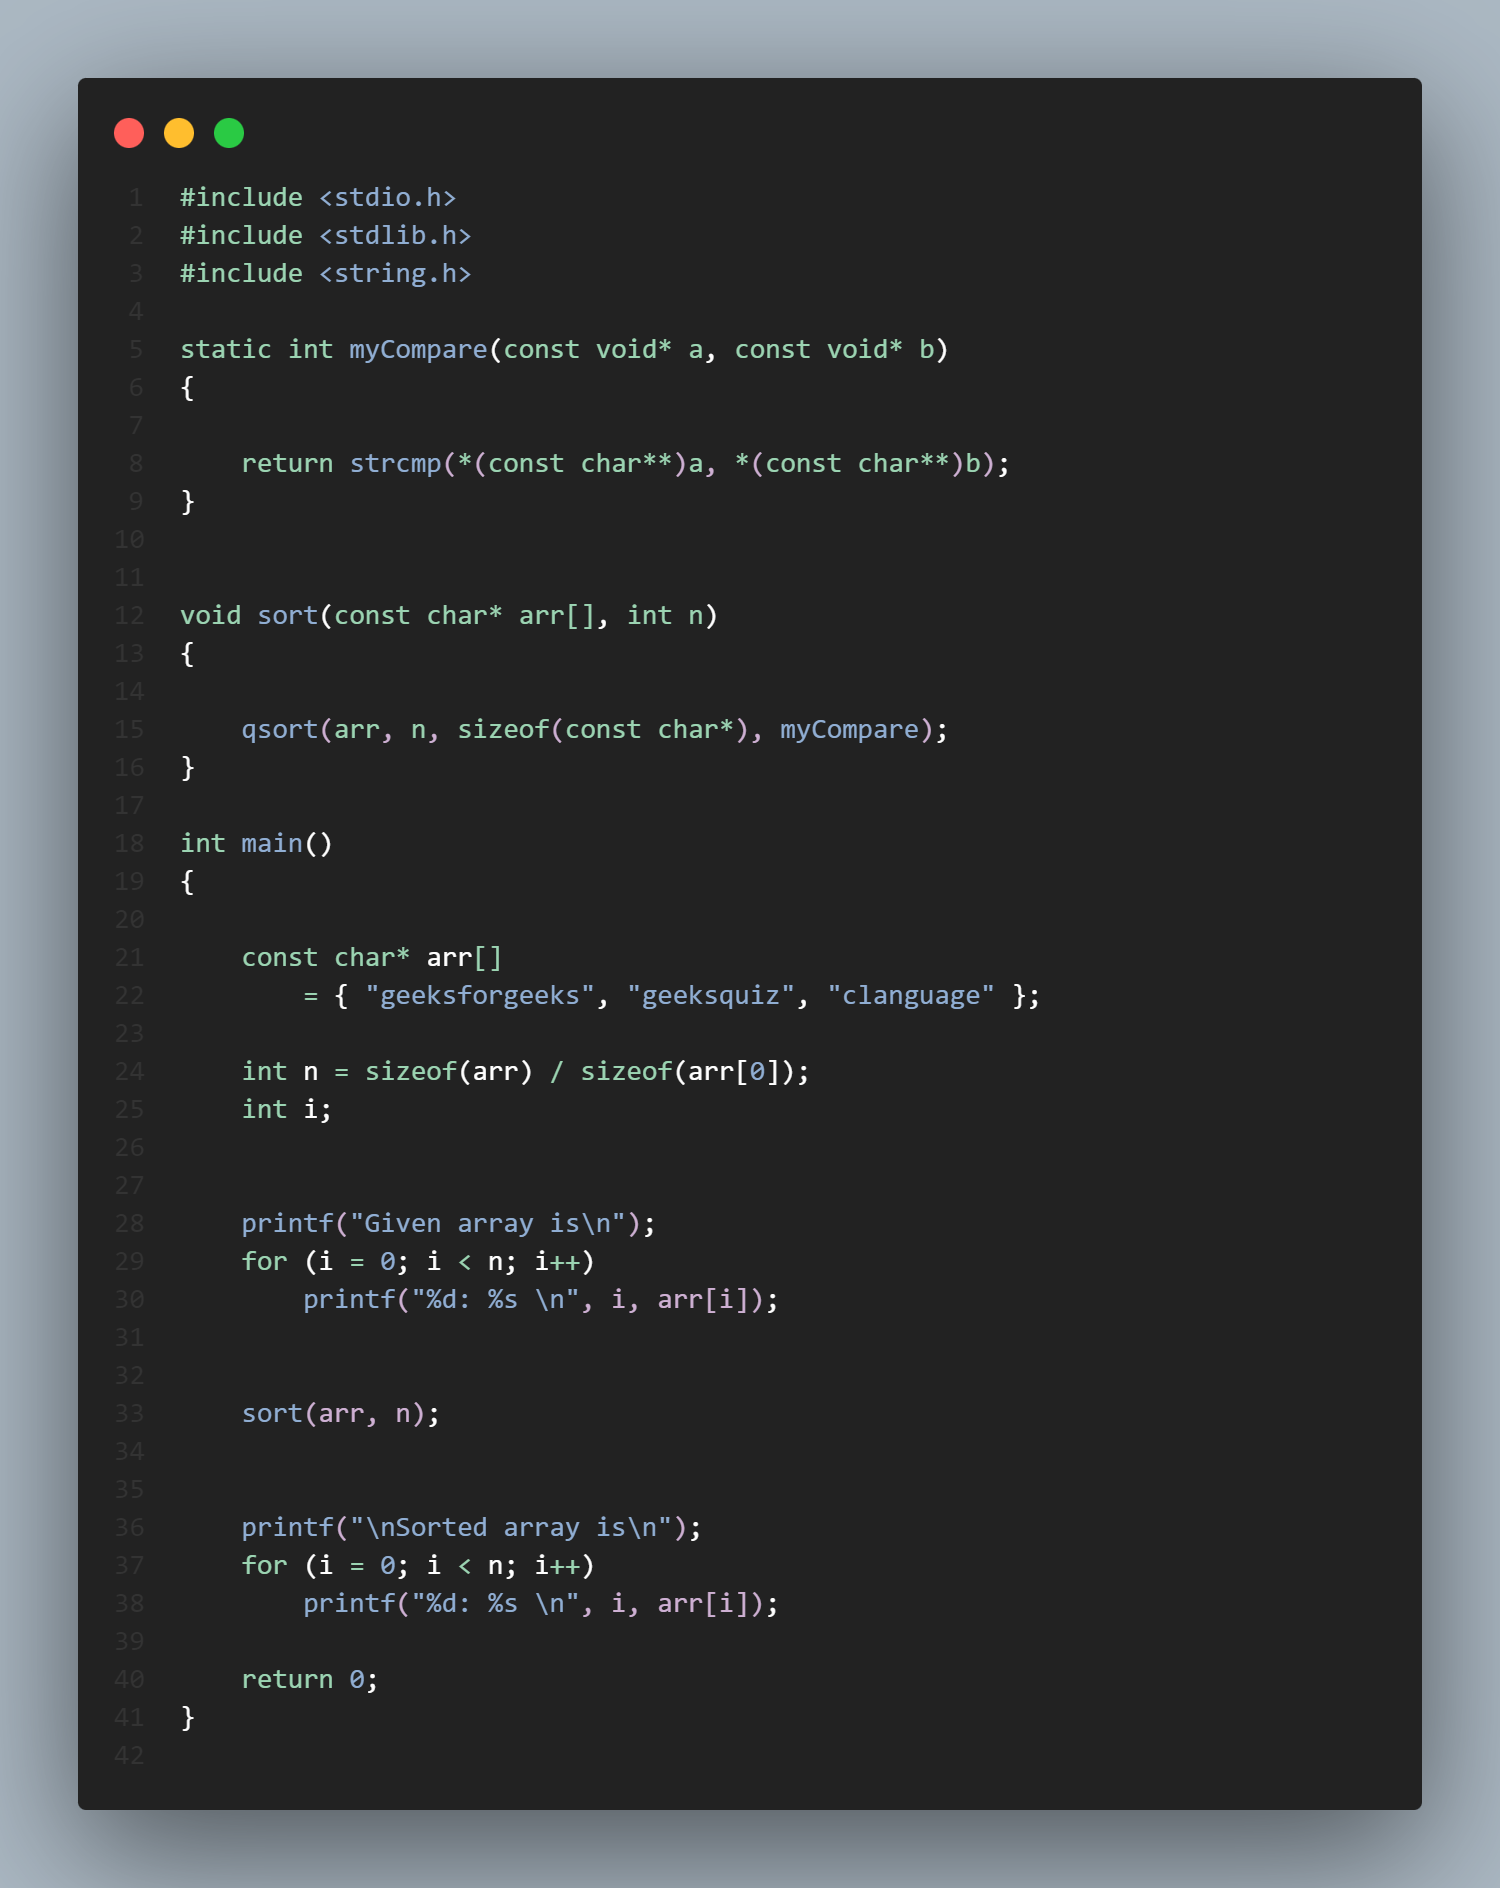 1 #include <stdio.h>
2 #include <stdlib.h>
3 #include <string.h>
4
5 static int myCompare(const void* a, const void* b)
6 {
7
8     return strcmp(*(const char**)a, *(const char**)b);
9 }
10
11
12 void sort(const char* arr[], int n)
13 {
14
15     qsort(arr, n, sizeof(const char*), myCompare);
16 }
17
18 int main()
19 {
20
21     const char* arr[]
22         = { "geeksforgeeks", "geeksquiz", "clanguage" };
23
24     int n = sizeof(arr) / sizeof(arr[0]);
25     int i;
26
27
28     printf("Given array is\n");
29     for (i = 0; i < n; i++)
30         printf("%d: %s \n", i, arr[i]);
31
32
33     sort(arr, n);
34
35
36     printf("\nSorted array is\n");
37     for (i = 0; i < n; i++)
38         printf("%d: %s \n", i, arr[i]);
39
40     return 0;
41 }
42